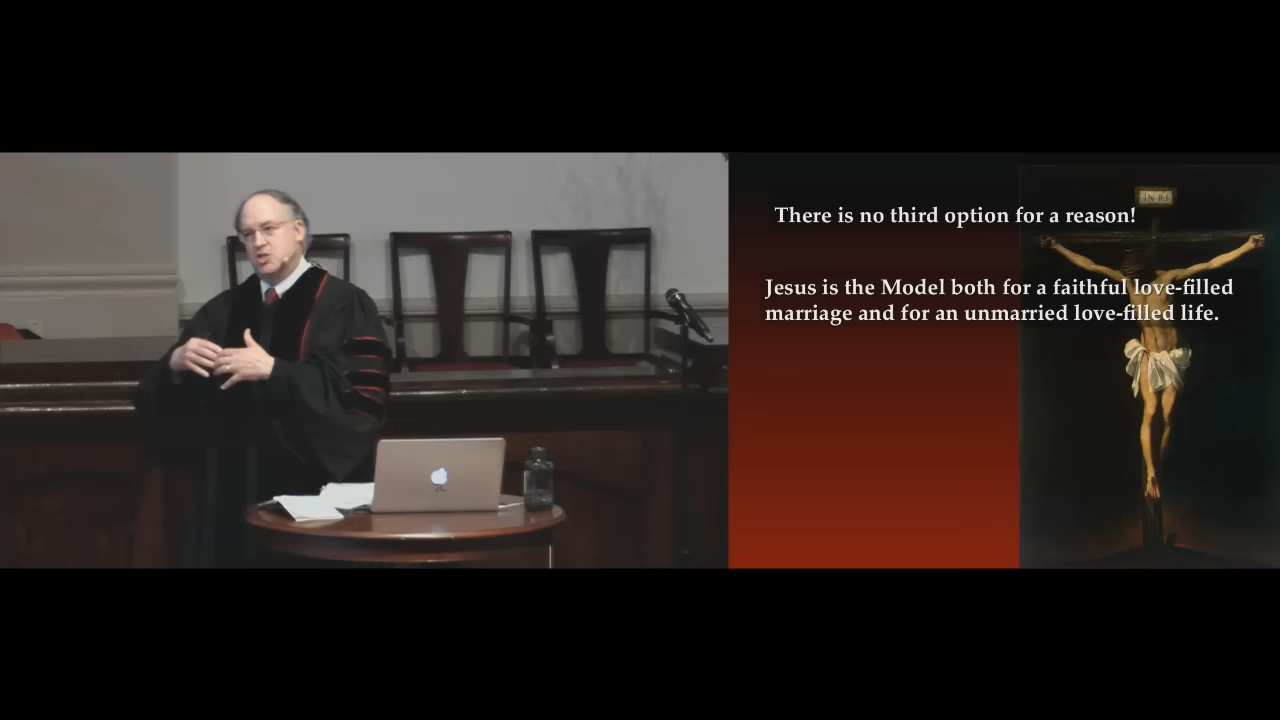 INRI
There is no third option for a reason!
Jesus is the Model both for a faithful love-filled
marriage and for an unmarried love-filled life.